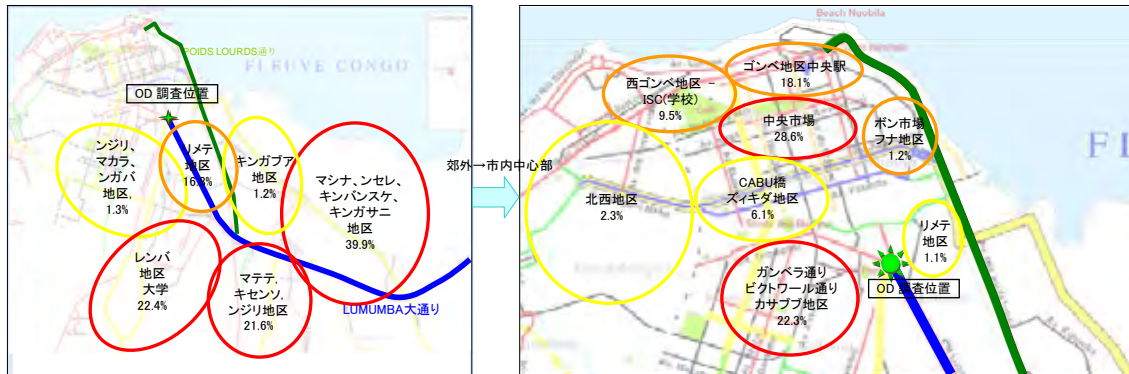 POIDS LOURDS通り
FLEUVE CONGO
OD 調査位置
ンジリ、
マカラ、
ンガバ
地区,
1.3%
リメテ
地区
16.8%
キンガブア
地区
1.2%
マシナ、ンセレ、
キンバンスケ、
キンガサニ
地区
39.9%
レンバ
地区
大学
22.4%
マテテ,
キセンソ,
ンジリ地区
21.6%
LUMUMBA大通り
郊外→市内中心部
Beach Ngobila
ゴンベ地区中央駅
18.1%
西ゴンベ地区 -
ISC(学校)
9.5%
中央市場
28.6%
ポン市場
フナ地区
1.2%
FL
北西地区
2.3%
CABU橋
ズィキダ地区
6.1%
リメテ
地区
1.1%
ガンベラ通り
ビクトワール通り
カサブブ地区
22.3%
OD 調査位置